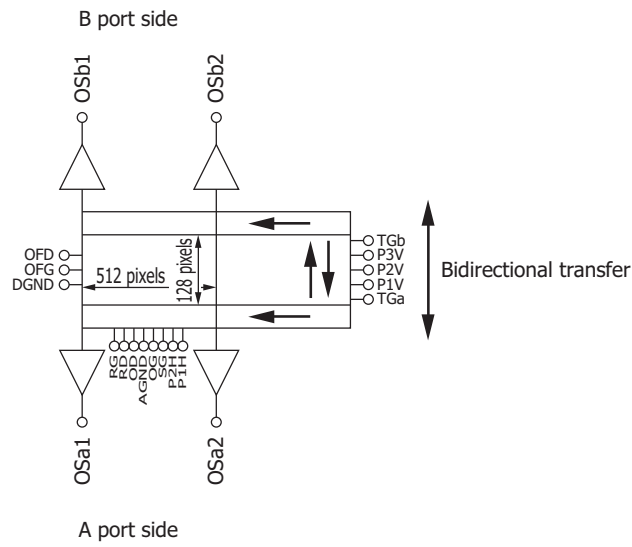 B port side
OSb1
OSb2
OFD
OFG
DGND
512 pixels
128 pixels
TGb
P3V
P2V
P1V
TGa
Bidirectional transfer
RG
RD
OD
AGND
OG
SG
P2H
P1H
OSa1
OSa2
A port side